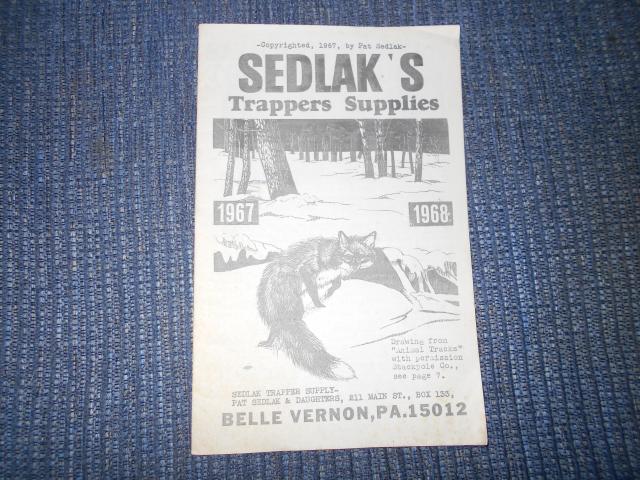 -Copyrighted, 1967, by Pat Sedlak-
SEDLAK'S
Trappers Supplies
1967 1968
Drawing from
"Animal Tracks"
with permission
Stackpole Co.,
see page 7.
SEDLAK TRAPPER SUPPLY-
PAT SEDLAK & DAUGHTERS, 211 MAIN ST., BOX 133,
BELLE VERNON, PA. 15012